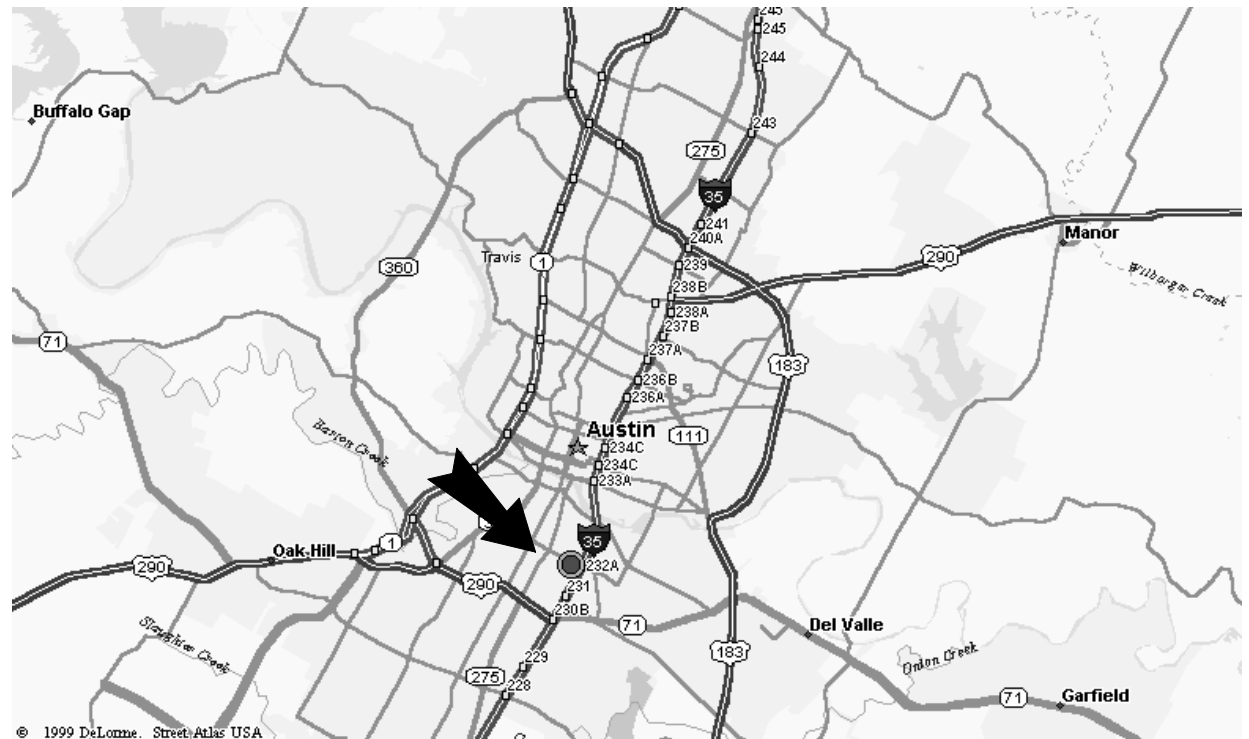 245
245
244
Buffalo Gap
243
275
35
241
240A
Manor
Travis
1
239
290
360
Wilbarger Creek
238B
238A
237B
71
237A
183
236B
236A
Austin
Barton Creek
111
234C
234C
233A
35
1
Oak Hill
232A
290
290
231
230B
71
Del Valle
Slaughter Creek
183
Onion Creek
229
275
228
71
Garfield
© 1999 DeLorme. Street Atlas USA